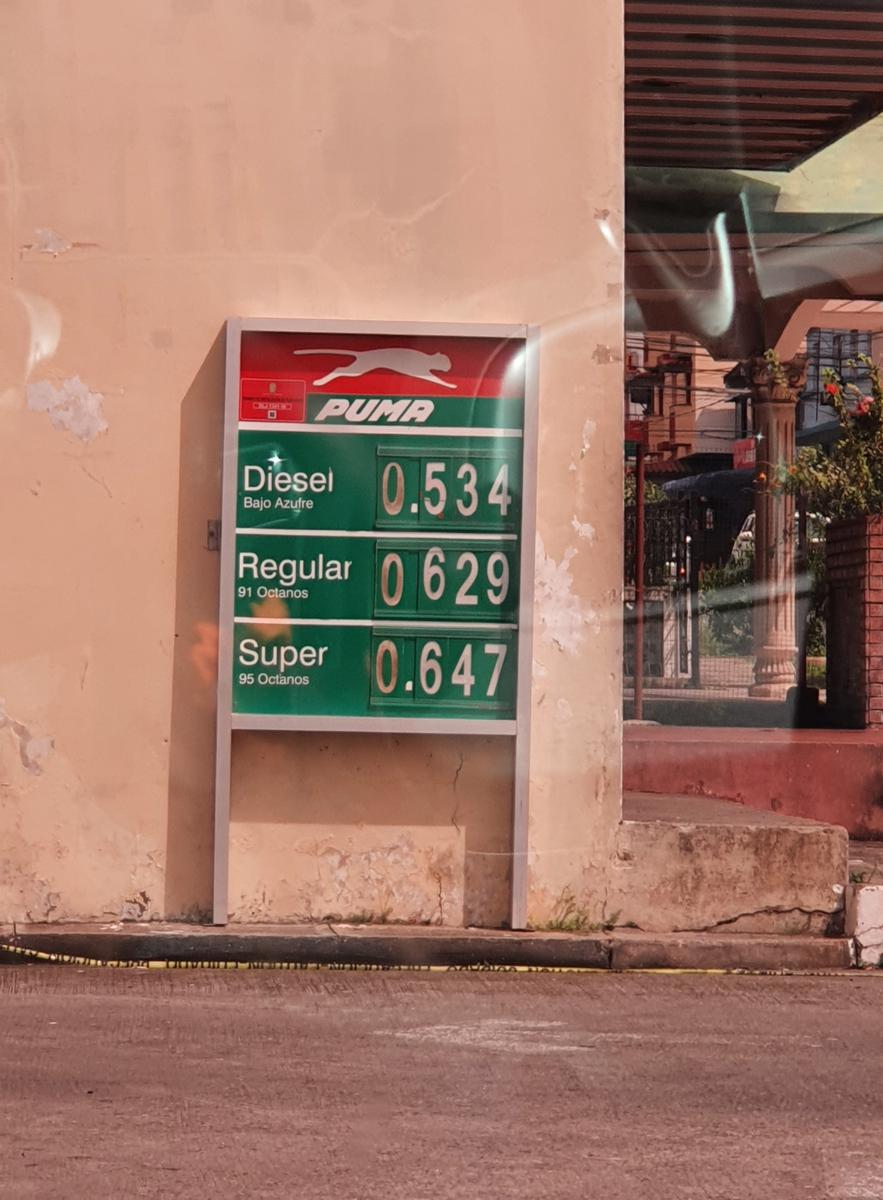 PUMA
Diesel 0.534
Bajo Azufre
Regular 0 629
91 Octanos
Super 0.647
95 Octanos